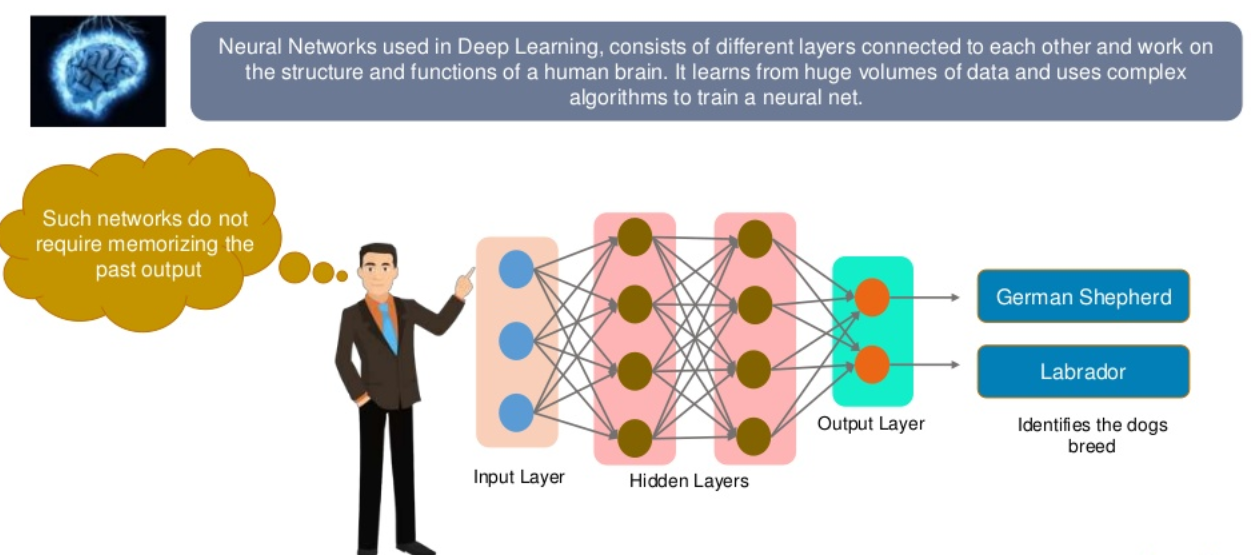 Neural Networks used in Deep Learning, consists of different layers connected to each other and work on
the structure and functions of a human brain. It learns from huge volumes of data and uses complex
algorithms to train a neural net.
Such networks do not
require memorizing the
past output
German Shepherd
Labrador
Identifies the dogs
breed
Output Layer
Input Layer
Hidden Layers